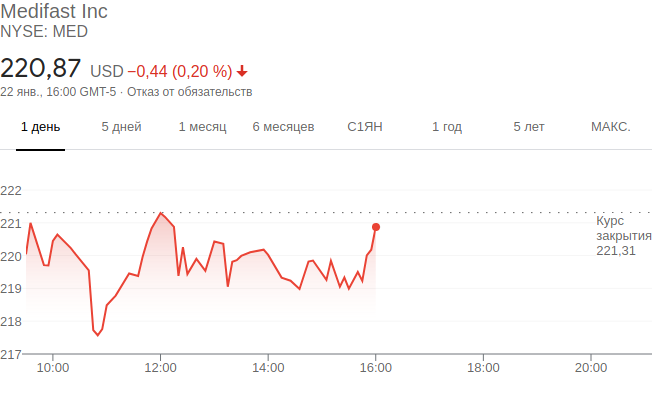 Medifast Inc
NYSE: MED
220,87 USD −0,44 (0,20 %)
22 янв., 16:00 GMT-5 · Отказ от обязательств
1 день 5 дней 1 месяц 6 месяцев С1ЯН 1 год 5 лет МАКС.
222
221
Курс
закрытия
221,31
220
219
218
217
10:00 12:00 14:00 16:00 18:00 20:00